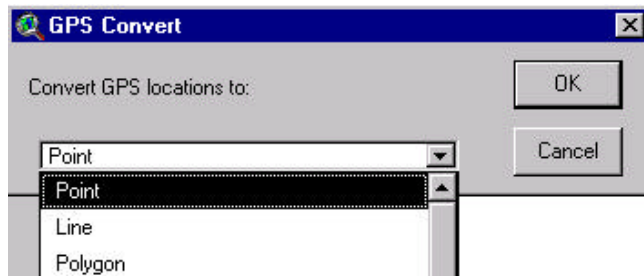 GPS Convert
Convert GPS locations to:
OK
Point
Cancel
Point
Line
Polygon